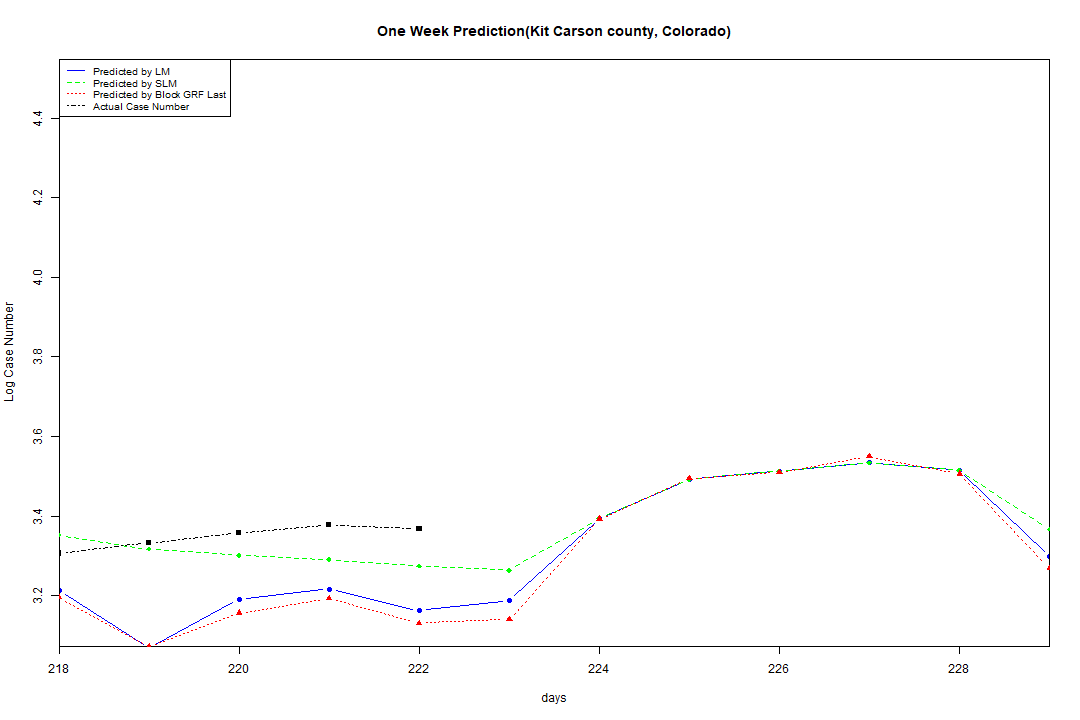 One Week Prediction(Kit Carson county, Colorado)
Predicted by LM
Predicted by SLM
Predicted by Block GRF Last
Actual Case Number
4.4
4.2
4.0
3.8
3.6
3.4
3.2
Log Case Number
218 220 222 224 226 228
days